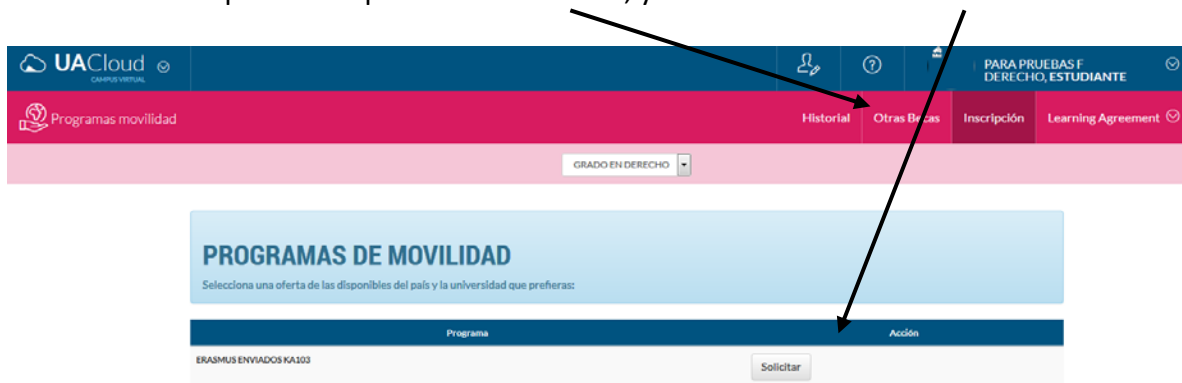 UACloud
CAMPUS VIRTUAL
PARA PRUEBAS F
DERECHO, ESTUDIANTE
Programas movilidad
Historial
Otras Becas
Inscripción
Learning Agreement
GRADO EN DERECHO
PROGRAMAS DE MOVILIDAD
Selecciona una oferta de las disponibles del país y la universidad que prefieras:
Programa
Acción
ERASMUS ENVIADOS KA103
Solicitar